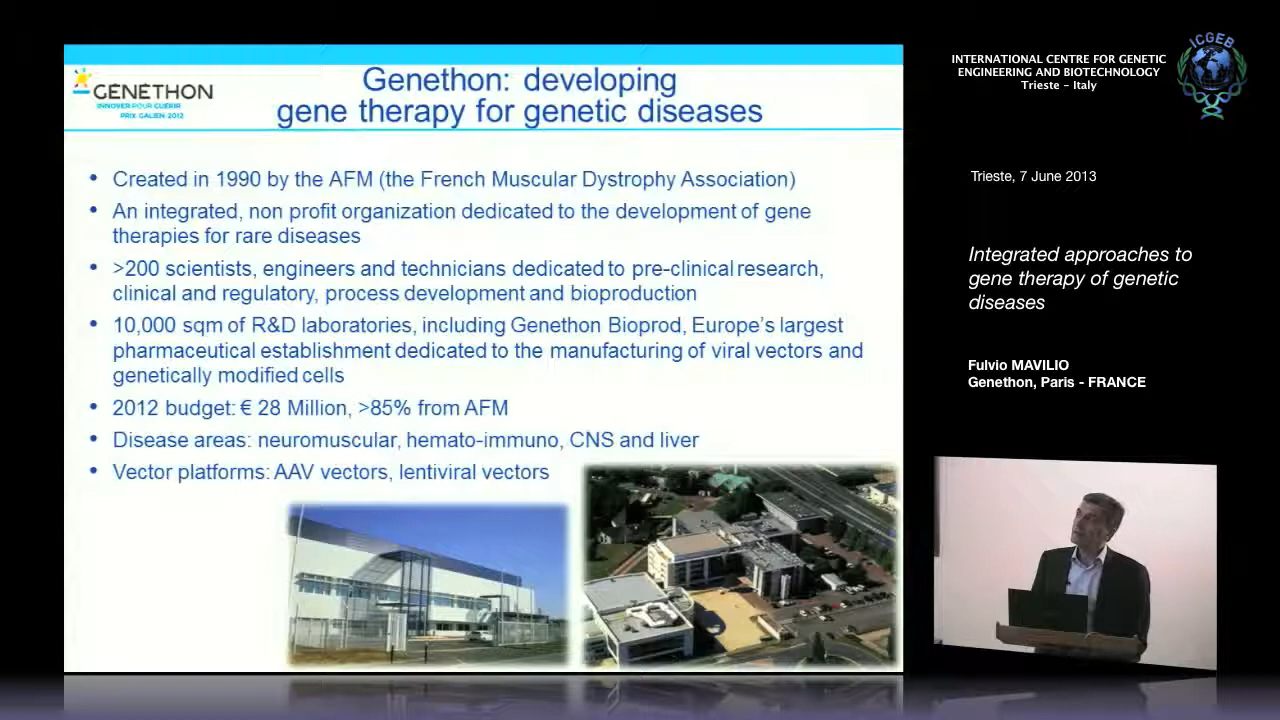 GENETHON
INNOVER POUR GUÉRIR
PRIX GALIEN 2012
Genethon: developing
gene therapy for genetic diseases
• Created in 1990 by the AFM (the French Muscular Dystrophy Association)
• An integrated, non profit organization dedicated to the development of gene
therapies for rare diseases
• >200 scientists, engineers and technicians dedicated to pre-clinical research,
clinical and regulatory, process development and bioproduction
• 10,000 sqm of R&D laboratories, including Genethon Bioprod, Europe's largest
pharmaceutical establishment dedicated to the manufacturing of viral vectors and
genetically modified cells
• 2012 budget: € 28 Million, >85% from AFM
• Disease areas: neuromuscular, hemato-immuno, CNS and liver
• Vector platforms: AAV vectors, lentiviral vectors
INTERNATIONAL CENTRE FOR GENETIC
ENGINEERING AND BIOTECHNOLOGY
Trieste - Italy
ICGEB
Trieste, 7 June 2013
Integrated approaches to
gene therapy of genetic
diseases
Fulvio MAVILIO
Genethon, Paris - FRANCE